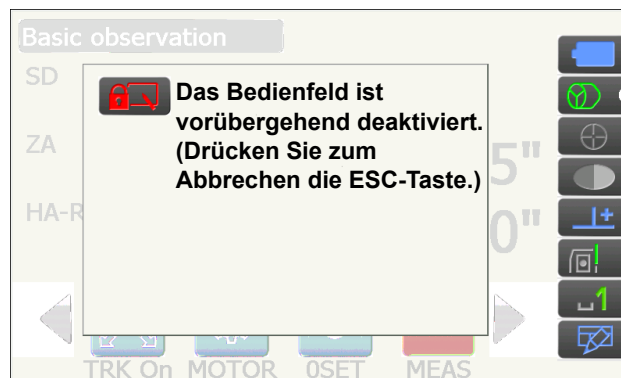 Basic observation
SD
Das Bedienfeld ist
vorübergehend deaktiviert.
(Drücken Sie zum
Abbrechen die ESC-Taste.)
ZA
5"
HA-R
0"
1
TRK On MOTOR 0SET MEAS